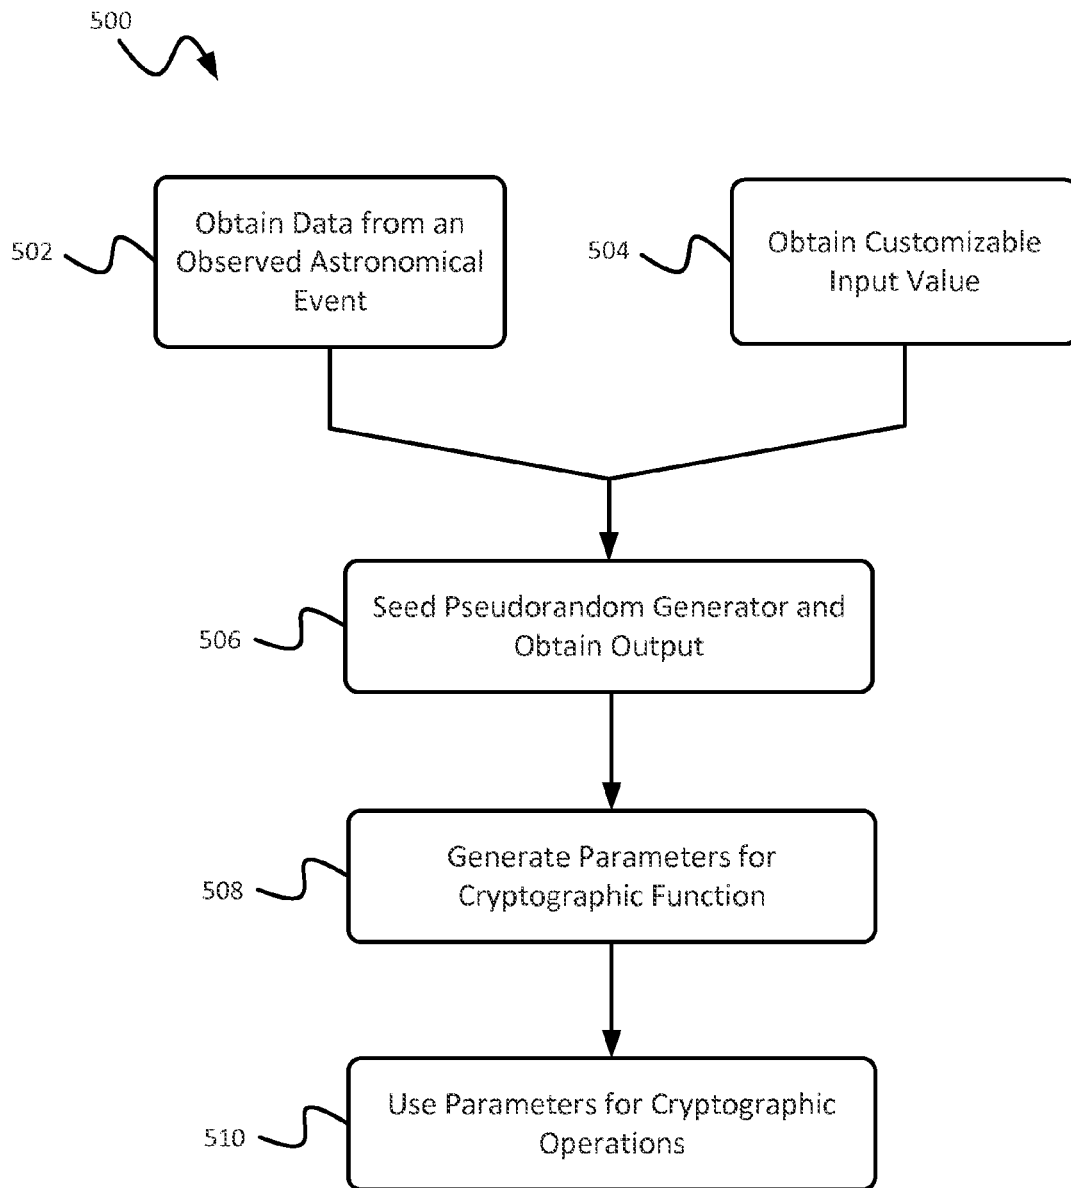 500
502
Obtain Data from an
Observed Astronomical
Event
504
Obtain Customizable
Input Value
506
Seed Pseudorandom Generator and
Obtain Output
508
Generate Parameters for
Cryptographic Function
510
Use Parameters for Cryptographic
Operations